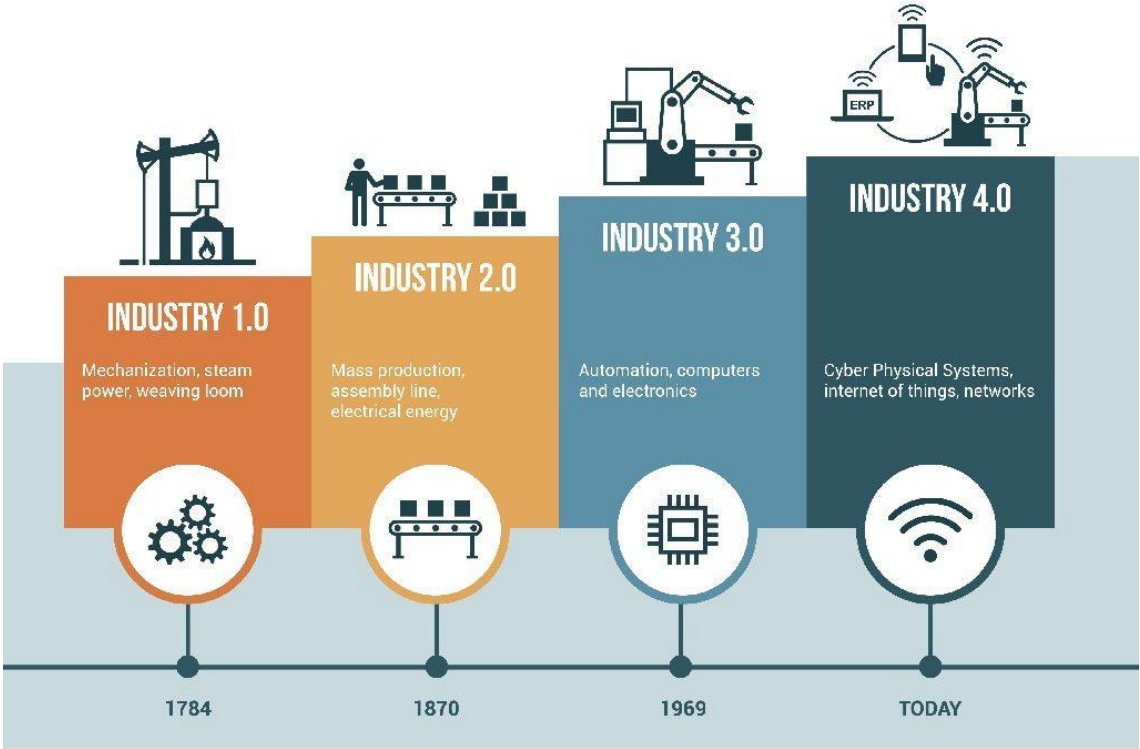 ERP
INDUSTRY 1.0
Mechanization, steam
power, weaving loom
INDUSTRY 2.0
Mass production,
assembly line,
electrical energy
INDUSTRY 3.0
Automation, computers
and electronics
INDUSTRY 4.0
Cyber Physical Systems,
internet of things, networks
1784
1870
1969
TODAY